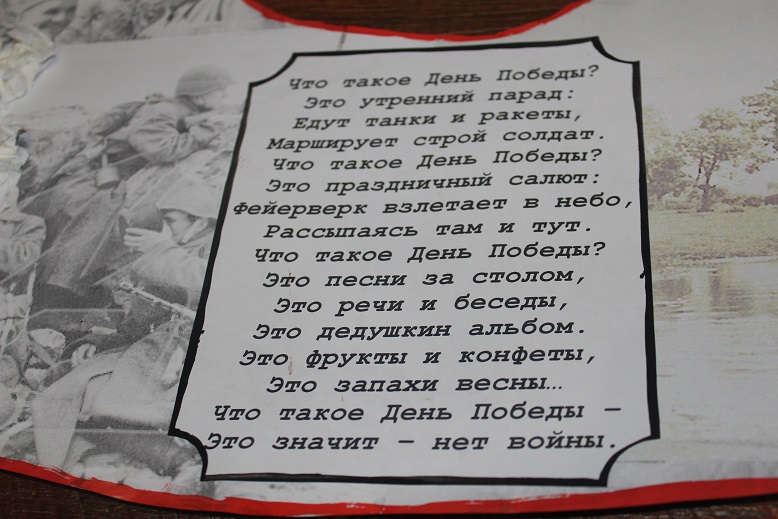 Что такое День Победы?
Это утренний парад:
Едут танки и ракеты,
Марширует строй солдат.
Что такое День Победы?
Это праздничный салют:
Фейерверк взлетает в небо,
Рассыпаясь там и тут.
Что такое День Победы?
Это песни за столом,
Это речи и беседы,
Это дедушкин альбом.
Это фрукты и конфеты,
Это запахи весны…
Что такое День Победы –
Это значит – нет войны.